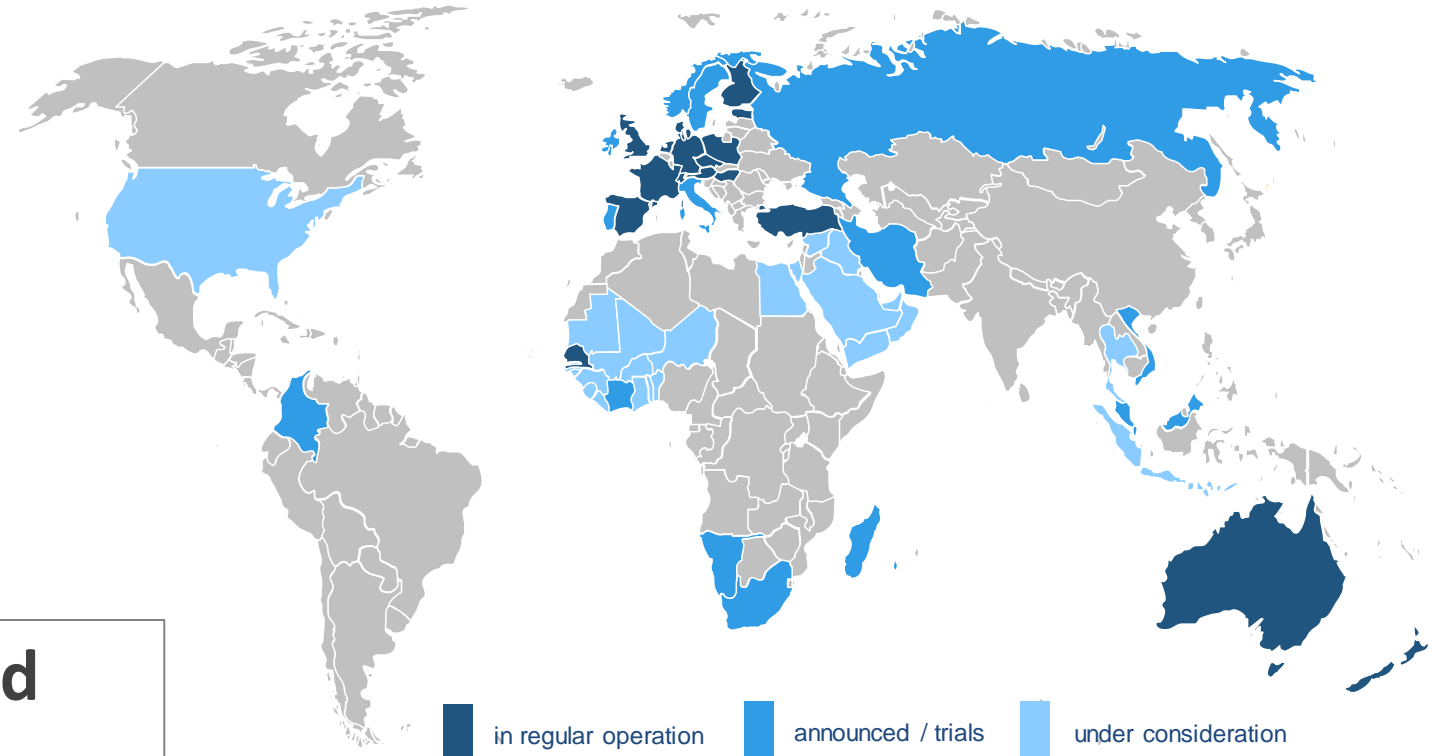 d
in regular operation
announced / trials
under consideration